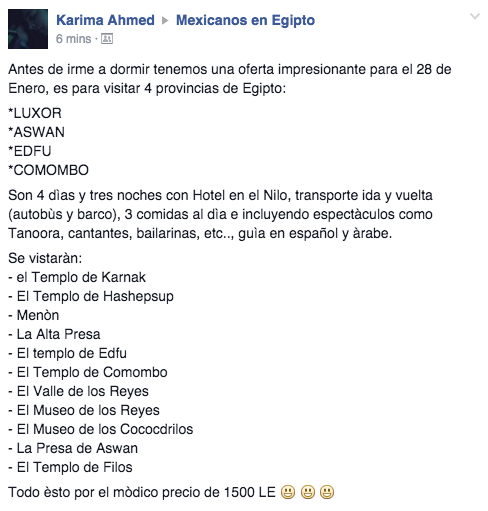 Karima Ahmed ▸ Mexicanos en Egipto
6 mins ·
Antes de irme a dormir tenemos una oferta impresionante para el 28 de
Enero, es para visitar 4 provincias de Egipto:
*LUXOR
*ASWAN
*EDFU
*COMOMBO
Son 4 dìas y tres noches con Hotel en el Nilo, transporte ida y vuelta
(autobùs y barco), 3 comidas al dìa e incluyendo espectàculos como
Tanoora, cantantes, bailarinas, etc.., guìa en español y àrabe.
Se vistaràn:
- el Templo de Karnak
- El Templo de Hashepsup
- Menòn
- La Alta Presa
- El templo de Edfu
- El Templo de Comombo
- El Valle de los Reyes
- El Museo de los Reyes
- El Museo de los Cococdrilos
- La Presa de Aswan
- El Templo de Filos
Todo èsto por el mòdico precio de 1500 LE 😃 😃 😃